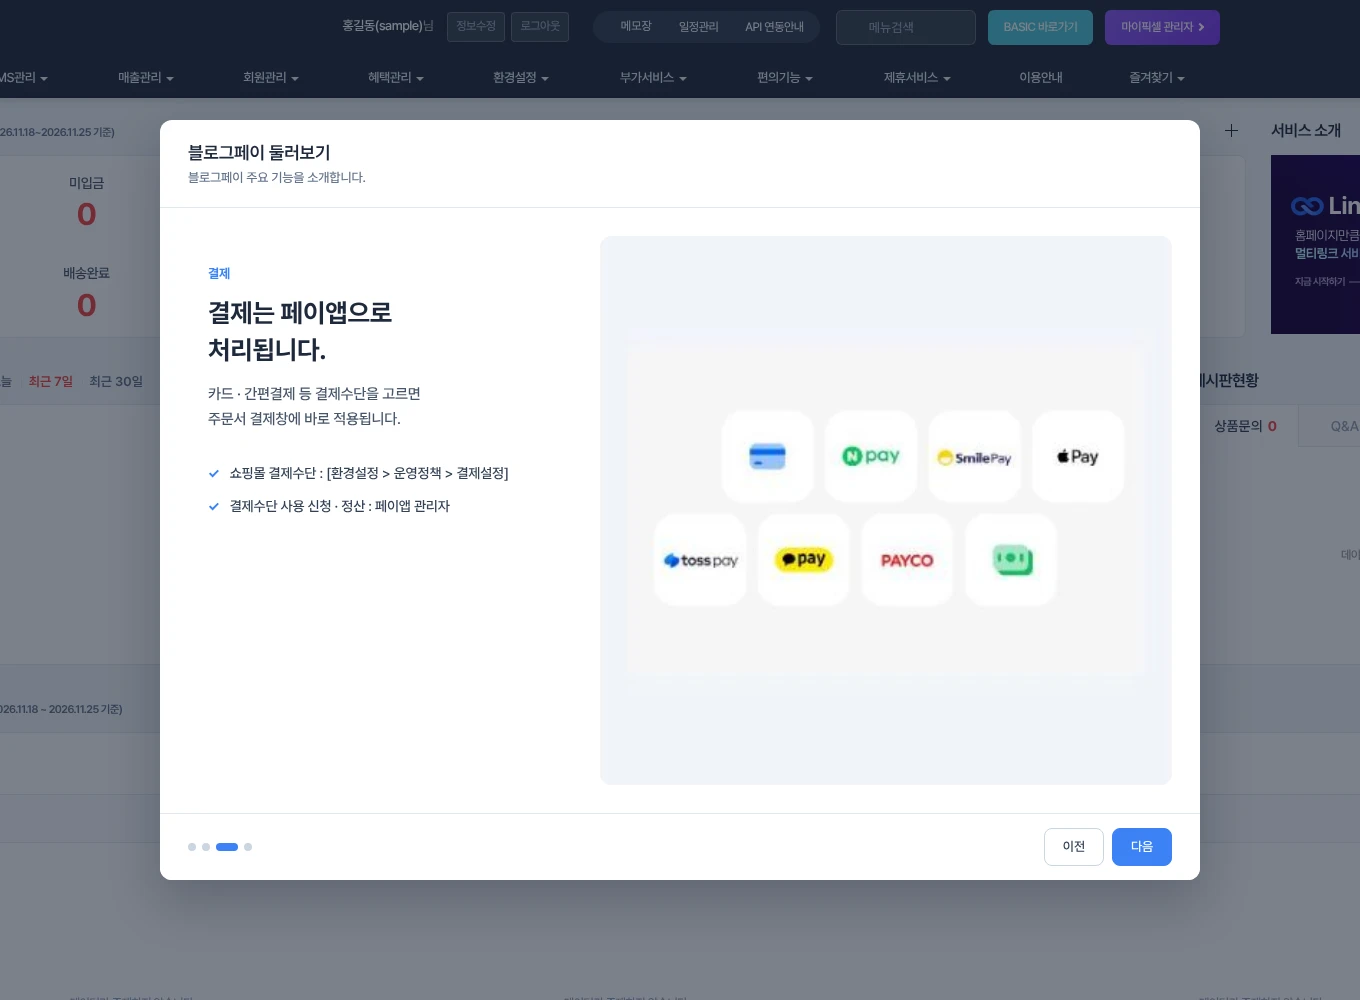 홍길동(sample)님
정보수정
로그아웃
메모장
일정관리
API 연동안내
메뉴검색
BASIC 바로가기
마이픽셀 관리자
MS관리
매출관리
회원관리
혜택관리
환경설정
부가서비스
편의기능
제휴서비스
이용안내
즐겨찾기
26.11.18~2026.11.25 기준)
서비스 소개
미입금
0
배송완료
0
최근 7일
최근 30일
홈페이지만큼
멀티링크 서비
지금 시작하기
게시판현황
상품문의 0
Q&A
026.11.18 ~ 2026.11.25 기준)
블로그페이 둘러보기
블로그페이 주요 기능을 소개합니다.
결제
결제는 페이앱으로
처리됩니다.
카드 · 간편결제 등 결제수단을 고르면
주문서 결제창에 바로 적용됩니다.
쇼핑몰 결제수단 : [환경설정 > 운영정책 > 결제설정]
결제수단 사용 신청 · 정산 : 페이앱 관리자
N pay
SmilePay
Pay
toss pay
pay
PAYCO
이전
다음